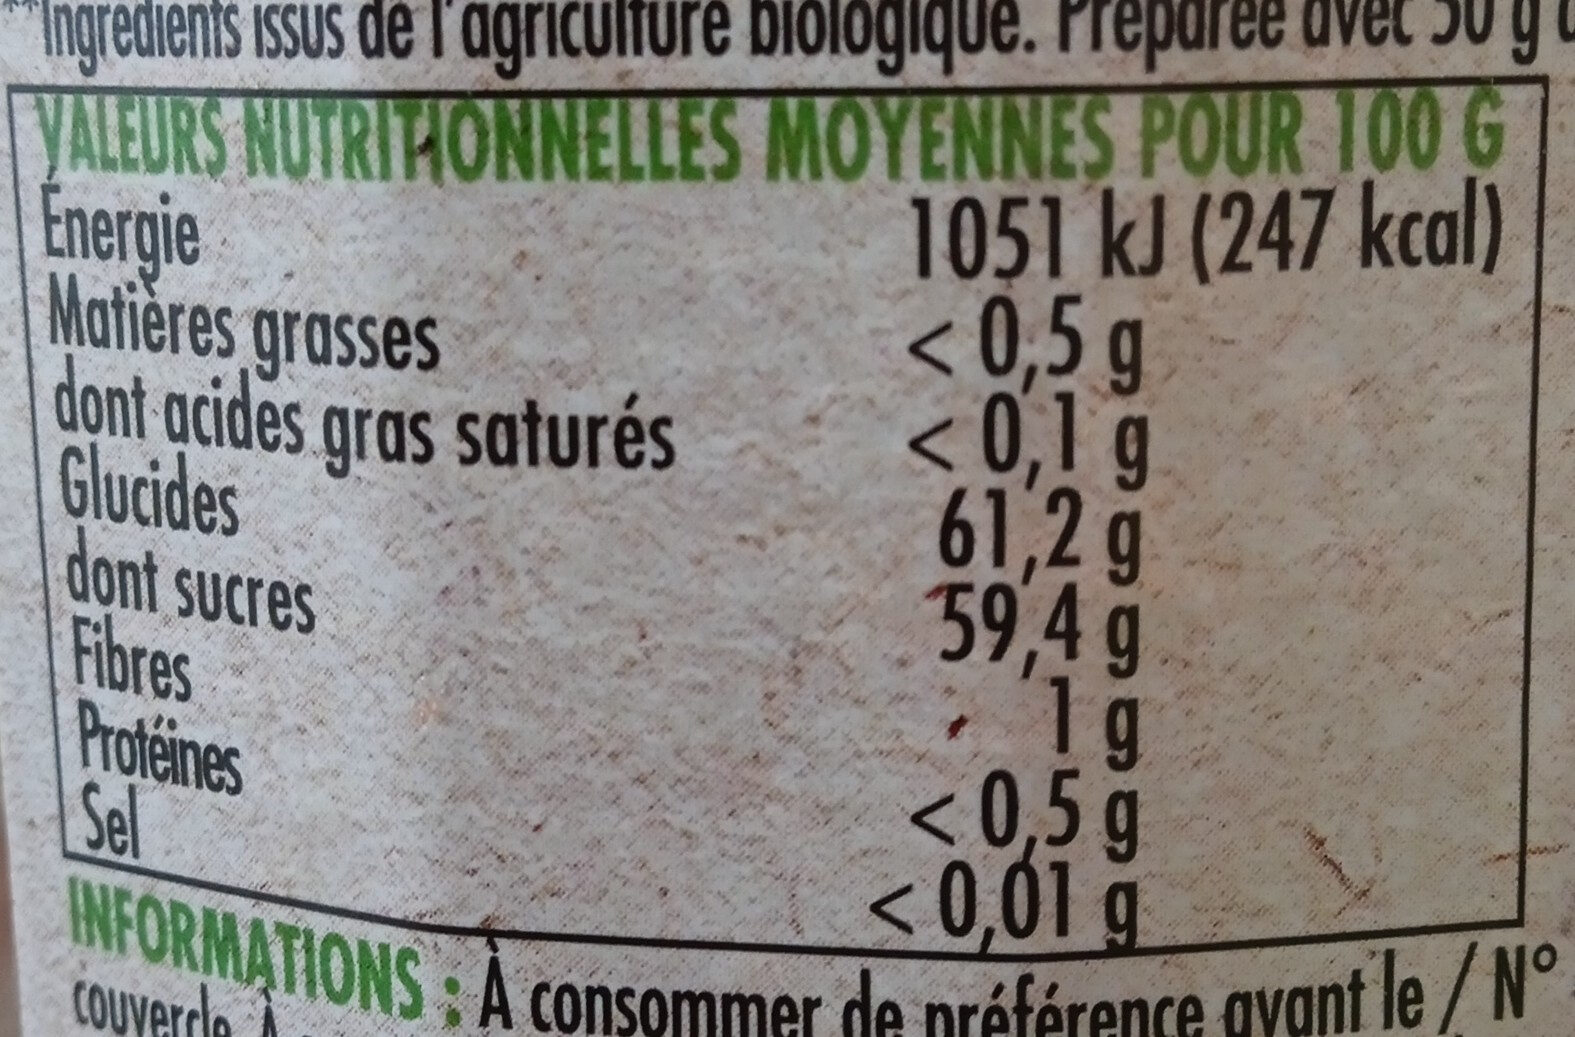 **Ingrédients issus de l'agriculture biologique. Préparée avec 50 g
VALEURS NUTRITIONNELLES MOYENNES POUR 100 G
Énergie 1051 kJ (247 kcal)
Matières grasses < 0,5 g
dont acides gras saturés < 0,1 g
Glucides 61,2 g
dont sucres 59,4 g
Fibres 1 g
Protéines < 0,5 g
Sel < 0,01 g
INFORMATIONS : À consommer de préférence avant le / N°
couvercle. À